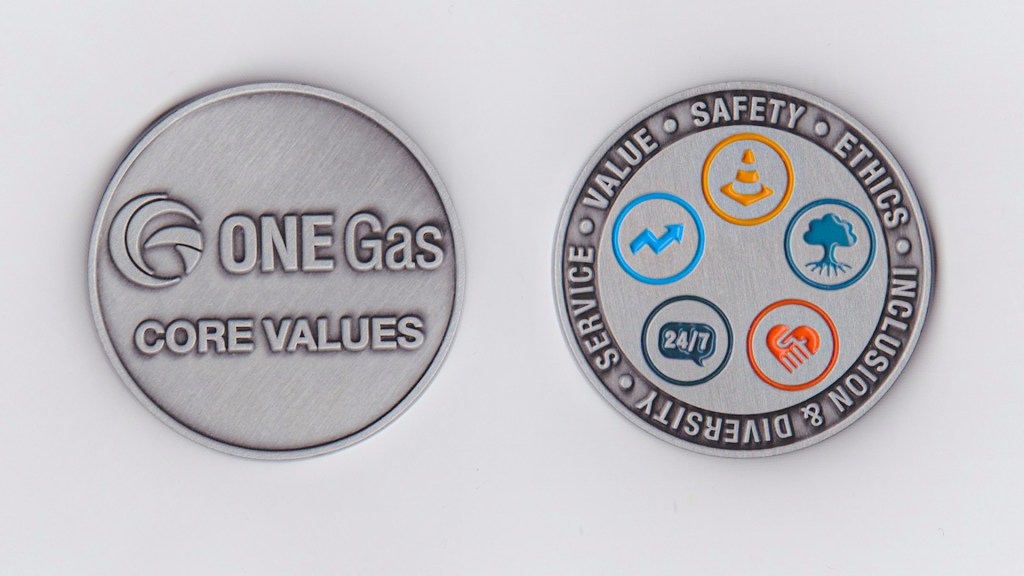 ONE Gas
CORE VALUES
SAFETY • ETHICS • INCLUSION & DIVERSITY • SERVICE • VALUE •
24/7